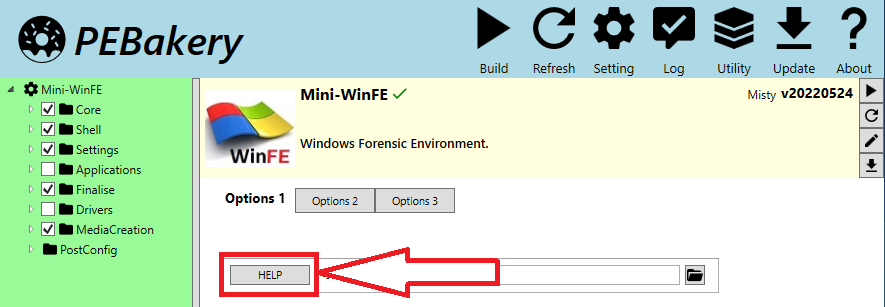 PEBakery
Build Refresh Setting Log Utility Update About
Mini-WinFE
Core
Shell
Settings
Applications
Finalise
Drivers
MediaCreation
PostConfig
WinFE
Mini-WinFE
Misty v20220524
Windows Forensic Environment.
Options 1 Options 2 Options 3
HELP